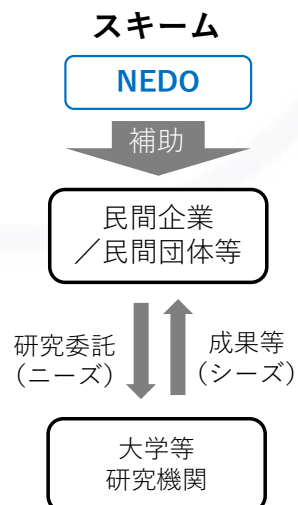 スキーム
NEDO
補助
民間企業
／民間団体等
研究委託
（ニーズ）
成果等
（シーズ）
大学等
研究機関